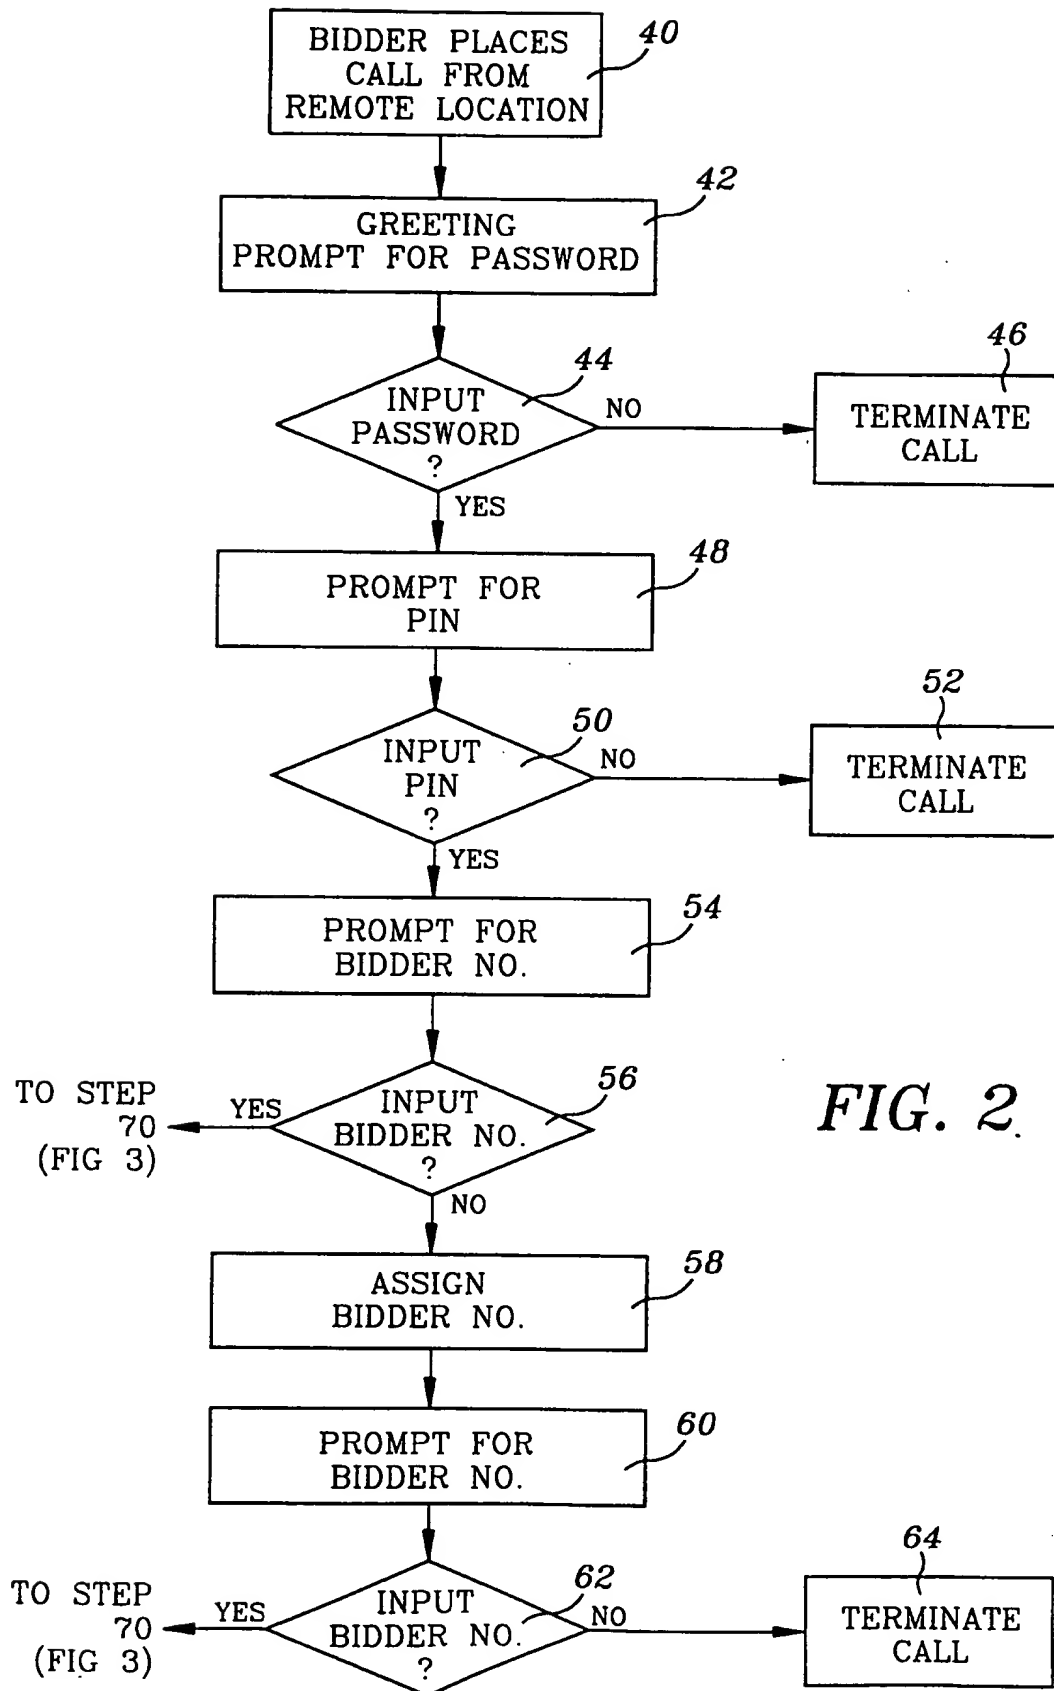 BIDDER PLACES
CALL FROM
REMOTE LOCATION
40
GREETING
PROMPT FOR PASSWORD
42
INPUT
PASSWORD
?
44
NO
TERMINATE
CALL
46
YES
PROMPT FOR
PIN
48
INPUT
PIN
?
50
NO
TERMINATE
CALL
52
YES
PROMPT FOR
BIDDER NO.
54
INPUT
BIDDER NO.
?
56
YES
TO STEP
70
(FIG 3)
FIG. 2.
NO
ASSIGN
BIDDER NO.
58
PROMPT FOR
BIDDER NO.
60
INPUT
BIDDER NO.
?
62
YES
TO STEP
70
(FIG 3)
NO
TERMINATE
CALL
64